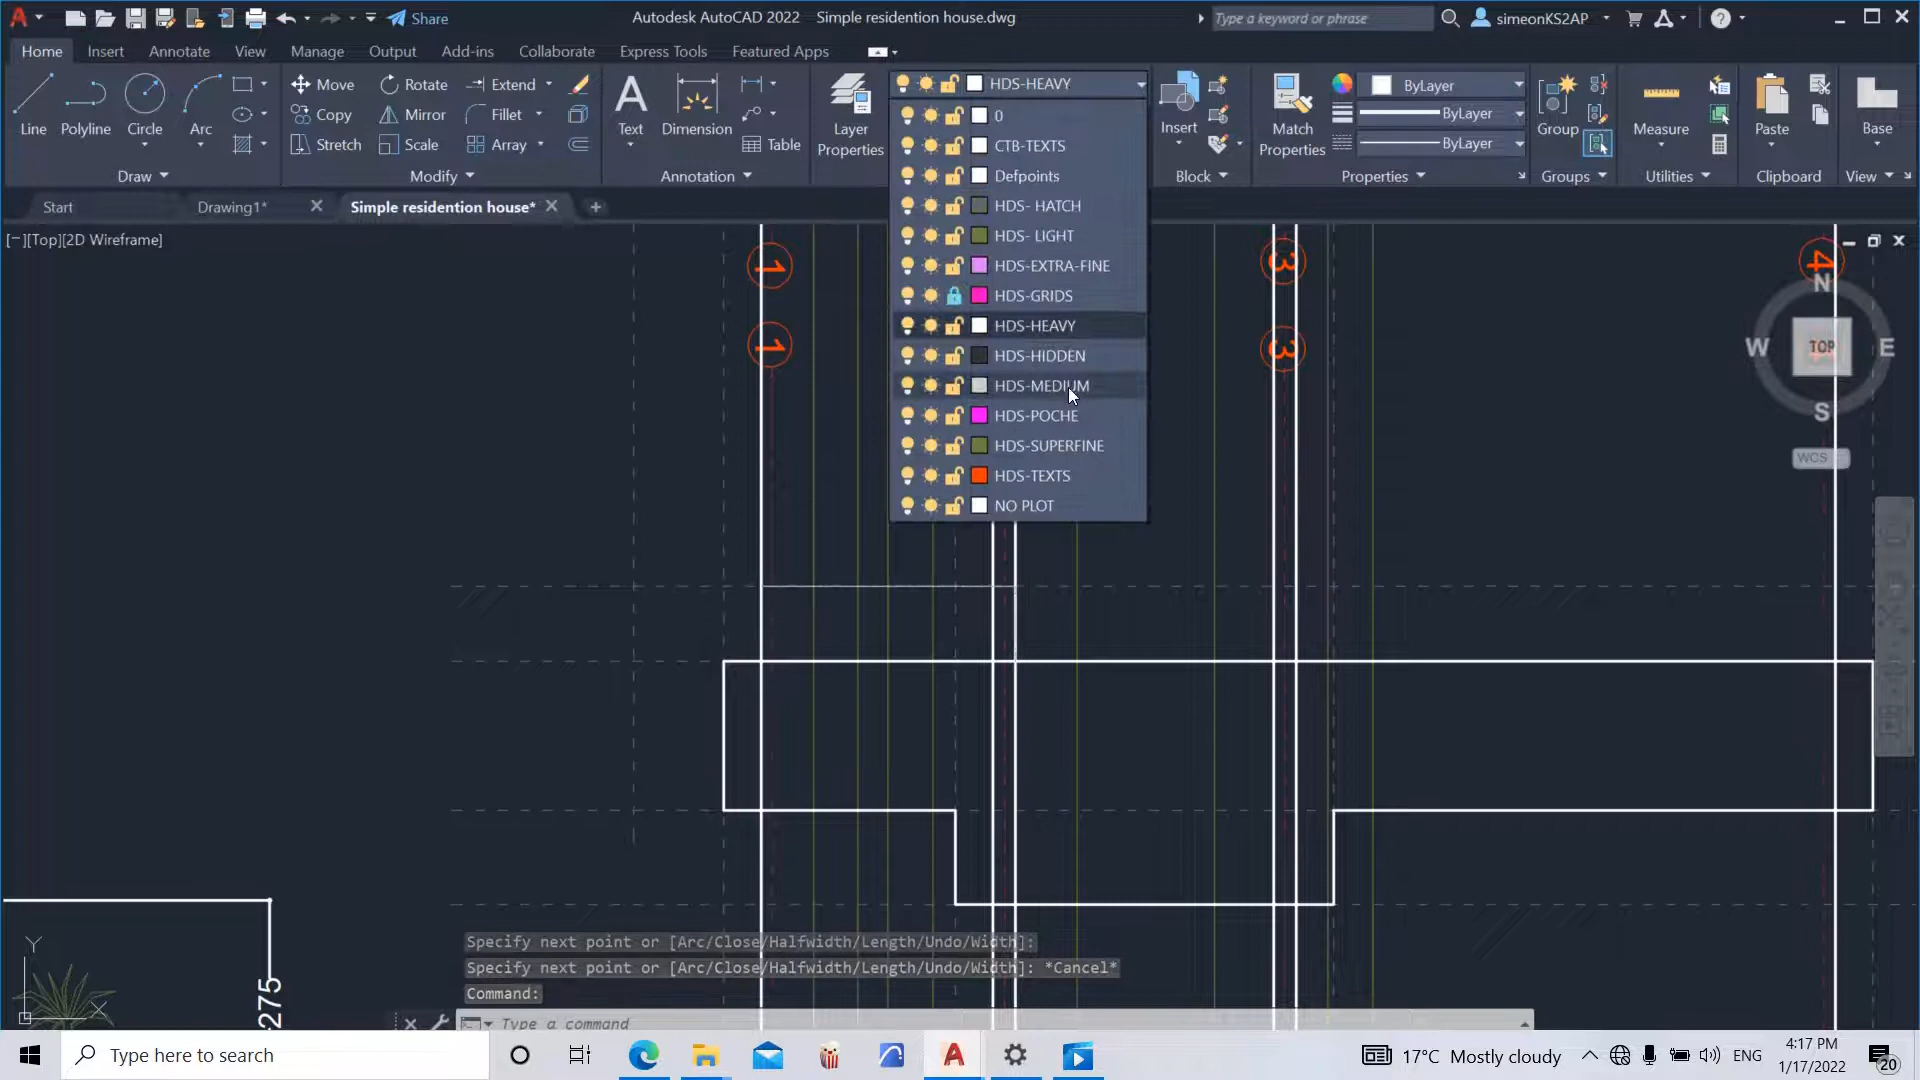 Share
Autodesk AutoCAD 2022 Simple residention house.dwg
Type a keyword or phrase
simeonKS2AP
Home Insert Annotate View Manage Output Add-ins Collaborate Express Tools Featured Apps
Line Polyline Circle Arc
Move Rotate Extend
Copy Mirror Fillet
Stretch Scale Array
Text Dimension Table
Layer Properties
HDS-HEAVY
Insert
Match Properties
ByLayer
ByLayer
ByLayer
Group Measure Paste Base
Draw Modify Annotation Block Properties Groups Utilities Clipboard View
Start Drawing1* Simple residention house*
0
CTB-TEXTS
Defpoints
HDS- HATCH
HDS- LIGHT
HDS-EXTRA-FINE
HDS-GRIDS
HDS-HEAVY
HDS-HIDDEN
HDS-MEDIUM
HDS-POCHE
HDS-SUPERFINE
HDS-TEXTS
NO PLOT
[−][Top][2D Wireframe]
1 3 4
1 3
N
W TOP E
S
WCS
275
Y
X
Specify next point or [Arc/Close/Halfwidth/Length/Undo/Width]:
Specify next point or [Arc/Close/Halfwidth/Length/Undo/Width]: *Cancel*
Command:
Type a command
Type here to search
17°C Mostly cloudy
ENG
4:17 PM
1/17/2022
20